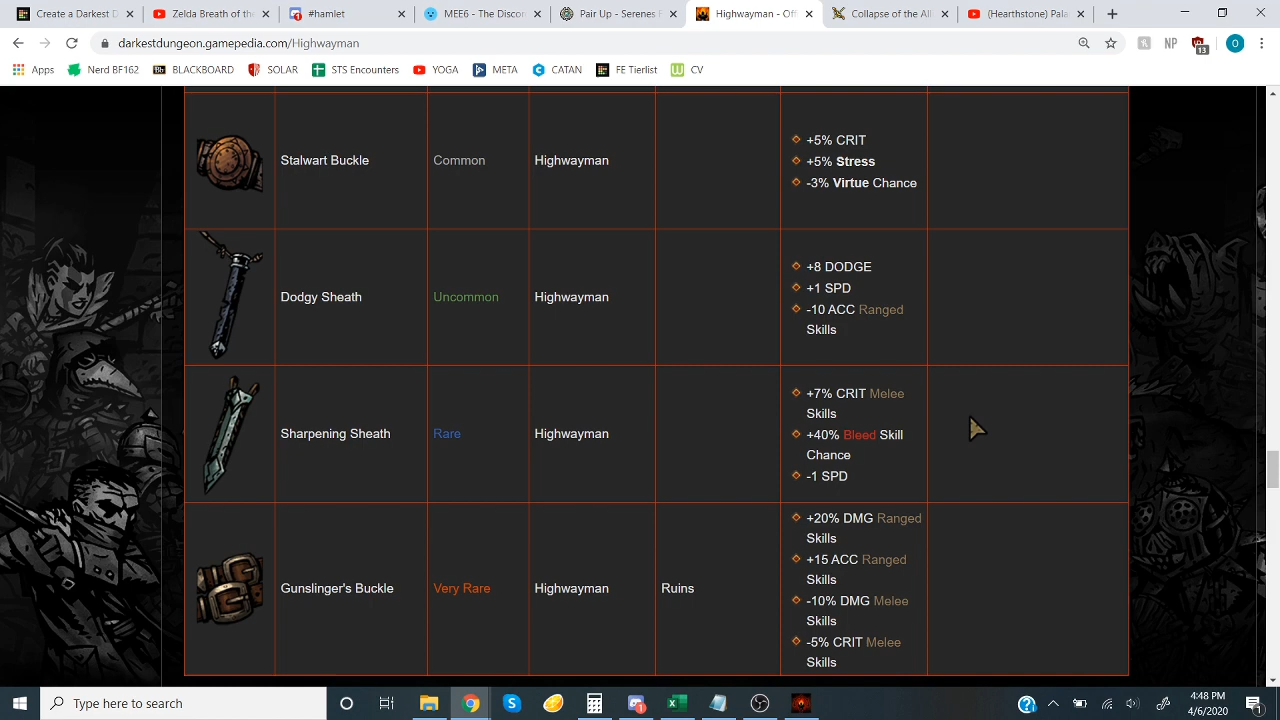 Create a Darkest D
Zelda Breath of the
#hamlet
MEE6 - The Discor
Pair Up - Serenes F
Highwayman - Off
Collapse of the All
(Hearthstone) Pala
darkestdungeon.gamepedia.com/Highwayman
NP
13
O
Apps
Nerd BF162
Bb
BLACKBOARD
SOLAR
STS Encounters
YOGA
META
CATAN
FE Tierlist
CV
Stalwart Buckle
Common
Highwayman
+5% CRIT
+5% Stress
-3% Virtue Chance
Dodgy Sheath
Uncommon
Highwayman
+8 DODGE
+1 SPD
-10 ACC Ranged
Skills
Sharpening Sheath
Rare
Highwayman
+7% CRIT Melee
Skills
+40% Bleed Skill
Chance
-1 SPD
Gunslinger's Buckle
Very Rare
Highwayman
Ruins
+20% DMG Ranged
Skills
+15 ACC Ranged
Skills
-10% DMG Melee
Skills
-5% CRIT Melee
Skills
Type here to search
4:48 PM
4/6/2020